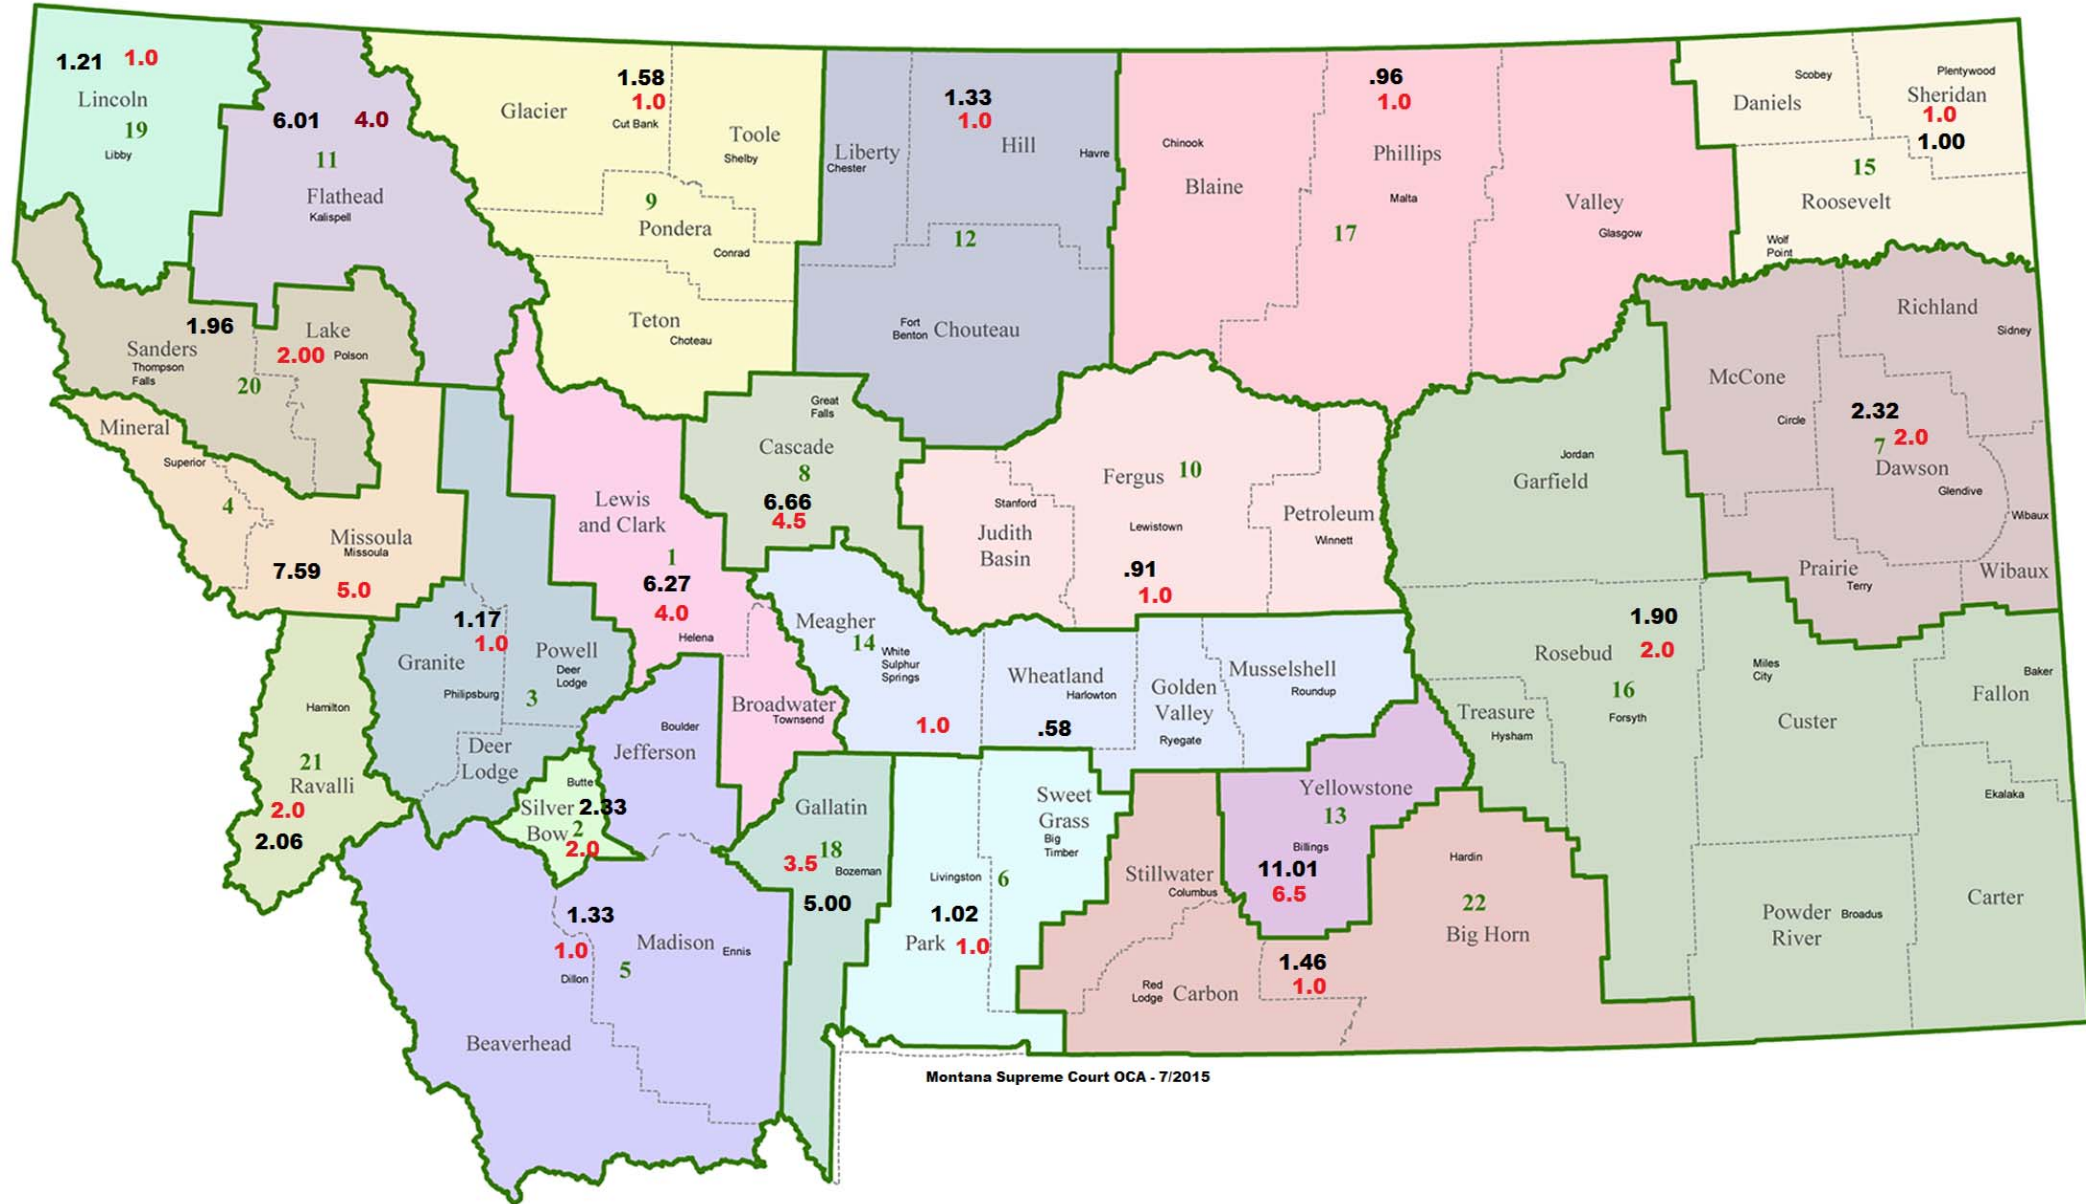 1.21 1.0
Lincoln
19
Libby
6.01 4.0
11
Flathead
Kalispell
1.58
1.0
Glacier
Cut Bank
Toole
Shelby
9
Pondera
Conrad
Teton
Choteau
1.33
1.0
Hill
Havre
Liberty
Chester
12
Fort
Benton
Chouteau
.96
1.0
Chinook
Blaine
Phillips
Malta
17
Valley
Glasgow
Scobey
Daniels
Plentywood
Sheridan
1.0
1.00
15
Roosevelt
Wolf
Point
1.96
Sanders
Thompson
Falls
Lake
2.00
Polson
20
Mineral
Superior
4
Missoula
Missoula
7.59
5.0
Great
Falls
Cascade
8
6.66
4.5
Lewis
and Clark
1
6.27
4.0
Helena
Broadwater
Townsend
Fergus 10
Stanford
Judith
Basin
Lewistown
.91
1.0
Petroleum
Winnett
Jordan
Garfield
Richland
Sidney
McCone
Circle
2.32
7 2.0
Dawson
Glendive
Wibaux
Wibaux
Prairie
Terry
1.17
1.0
Granite
Philipsburg
Powell
Deer
Lodge
3
Deer
Lodge
Hamilton
21
Ravalli
2.0
2.06
Boulder
Jefferson
Butte
Silver 2.33
Bow 2
2.0
Meagher
14
White
Sulphur
Springs
1.0
Wheatland
Harlowton
.58
Golden
Valley
Ryegate
Musselshell
Roundup
1.90
Rosebud 2.0
16
Forsyth
Treasure
Hysham
Miles
City
Custer
Baker
Fallon
Ekalaka
Carter
Powder
River
Broadus
Gallatin
3.5 18
Bozeman
5.00
Sweet
Grass
Big
Timber
Livingston 6
1.02
Park 1.0
Yellowstone
13
Billings
11.01
6.5
Stillwater
Columbus
Hardin
22
Big Horn
1.46
1.0
Red
Lodge
Carbon
1.33
1.0
Madison
Ennis
5
Dillon
Beaverhead
Montana Supreme Court OCA - 7/2015